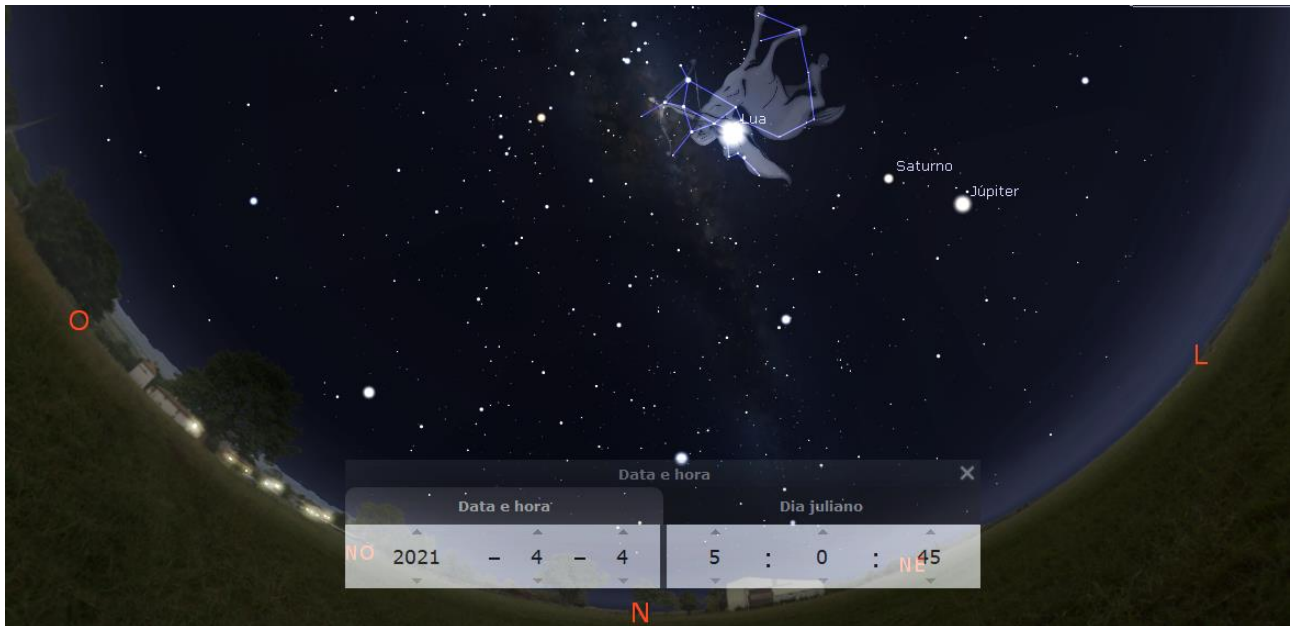 Lua
Saturno
Júpiter
O
L
Data e hora
Data e hora
Dia juliano
NO
2021 – 4 – 4
5 : 0 : 45
NE
N